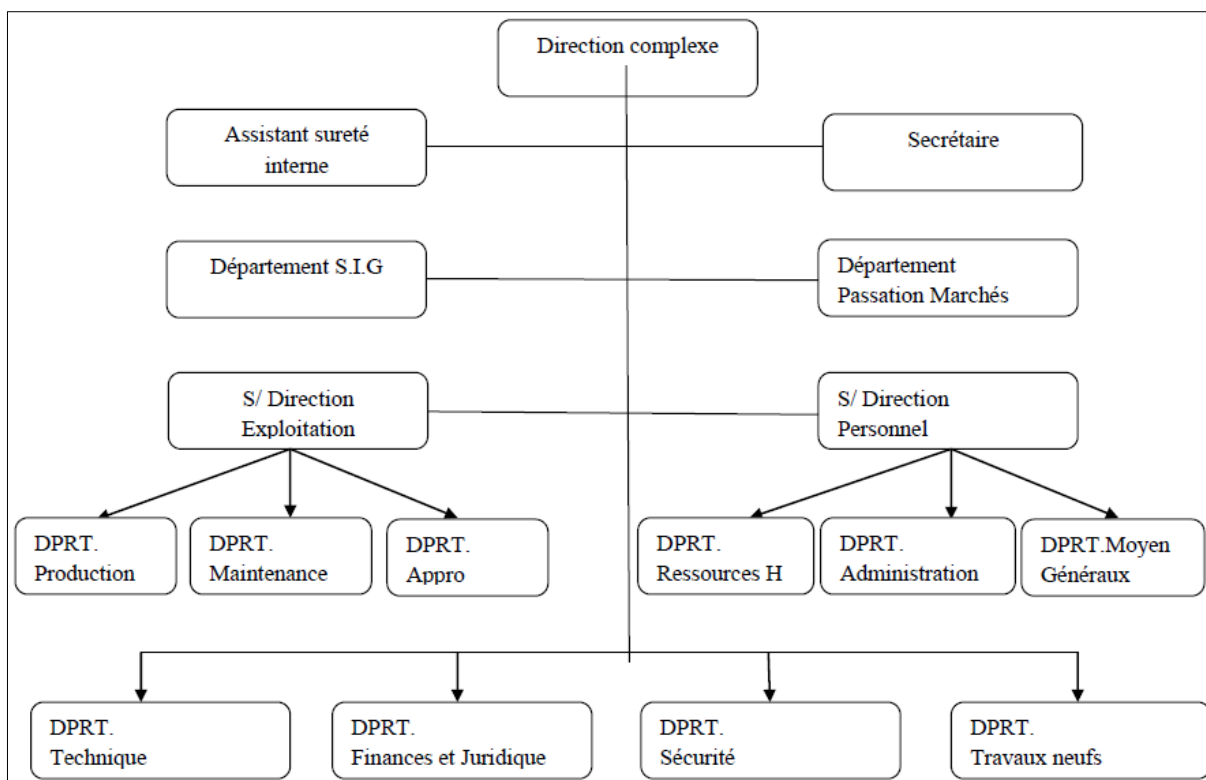 Direction complexe
Assistant sureté
interne
Secrétaire
Département S.I.G
Département
Passation Marchés
S/ Direction
Exploitation
S/ Direction
Personnel
DPRT.
Production
DPRT.
Maintenance
DPRT.
Appro
DPRT.
Ressources H
DPRT.
Administration
DPRT.Moyen
Généraux
DPRT.
Technique
DPRT.
Finances et Juridique
DPRT.
Sécurité
DPRT.
Travaux neufs